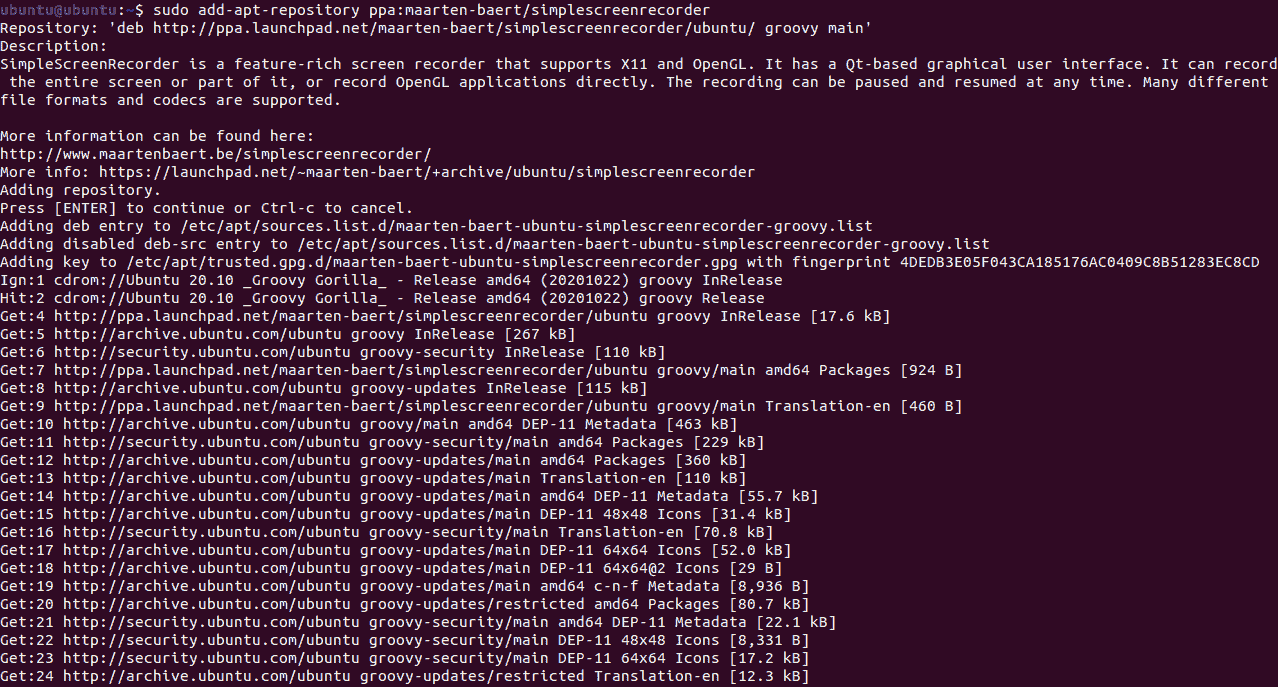 ubuntu@ubuntu:~$ sudo add-apt-repository ppa:maarten-baert/simplescreenrecorder
Repository: 'deb http://ppa.launchpad.net/maarten-baert/simplescreenrecorder/ubuntu/ groovy main'
Description:
SimpleScreenRecorder is a feature-rich screen recorder that supports X11 and OpenGL. It has a Qt-based graphical user interface. It can record
 the entire screen or part of it, or record OpenGL applications directly. The recording can be paused and resumed at any time. Many different
file formats and codecs are supported.

More information can be found here:
http://www.maartenbaert.be/simplescreenrecorder/
More info: https://launchpad.net/~maarten-baert/+archive/ubuntu/simplescreenrecorder
Adding repository.
Press [ENTER] to continue or Ctrl-c to cancel.
Adding deb entry to /etc/apt/sources.list.d/maarten-baert-ubuntu-simplescreenrecorder-groovy.list
Adding disabled deb-src entry to /etc/apt/sources.list.d/maarten-baert-ubuntu-simplescreenrecorder-groovy.list
Adding key to /etc/apt/trusted.gpg.d/maarten-baert-ubuntu-simplescreenrecorder.gpg with fingerprint 4DEDB3E05F043CA185176AC0409C8B51283EC8CD
Ign:1 cdrom://Ubuntu 20.10 _Groovy Gorilla_ - Release amd64 (20201022) groovy InRelease
Hit:2 cdrom://Ubuntu 20.10 _Groovy Gorilla_ - Release amd64 (20201022) groovy Release
Get:4 http://ppa.launchpad.net/maarten-baert/simplescreenrecorder/ubuntu groovy InRelease [17.6 kB]
Get:5 http://archive.ubuntu.com/ubuntu groovy InRelease [267 kB]
Get:6 http://security.ubuntu.com/ubuntu groovy-security InRelease [110 kB]
Get:7 http://ppa.launchpad.net/maarten-baert/simplescreenrecorder/ubuntu groovy/main amd64 Packages [924 B]
Get:8 http://archive.ubuntu.com/ubuntu groovy-updates InRelease [115 kB]
Get:9 http://ppa.launchpad.net/maarten-baert/simplescreenrecorder/ubuntu groovy/main Translation-en [460 B]
Get:10 http://archive.ubuntu.com/ubuntu groovy/main amd64 DEP-11 Metadata [463 kB]
Get:11 http://security.ubuntu.com/ubuntu groovy-security/main amd64 Packages [229 kB]
Get:12 http://archive.ubuntu.com/ubuntu groovy-updates/main amd64 Packages [360 kB]
Get:13 http://archive.ubuntu.com/ubuntu groovy-updates/main Translation-en [110 kB]
Get:14 http://archive.ubuntu.com/ubuntu groovy-updates/main amd64 DEP-11 Metadata [55.7 kB]
Get:15 http://archive.ubuntu.com/ubuntu groovy-updates/main DEP-11 48x48 Icons [31.4 kB]
Get:16 http://security.ubuntu.com/ubuntu groovy-security/main Translation-en [70.8 kB]
Get:17 http://archive.ubuntu.com/ubuntu groovy-updates/main DEP-11 64x64 Icons [52.0 kB]
Get:18 http://archive.ubuntu.com/ubuntu groovy-updates/main DEP-11 64x64@2 Icons [29 B]
Get:19 http://archive.ubuntu.com/ubuntu groovy-updates/main amd64 c-n-f Metadata [8,936 B]
Get:20 http://archive.ubuntu.com/ubuntu groovy-updates/restricted amd64 Packages [80.7 kB]
Get:21 http://security.ubuntu.com/ubuntu groovy-security/main amd64 DEP-11 Metadata [22.1 kB]
Get:22 http://security.ubuntu.com/ubuntu groovy-security/main DEP-11 48x48 Icons [8,331 B]
Get:23 http://security.ubuntu.com/ubuntu groovy-security/main DEP-11 64x64 Icons [17.2 kB]
Get:24 http://archive.ubuntu.com/ubuntu groovy-updates/restricted Translation-en [12.3 kB]